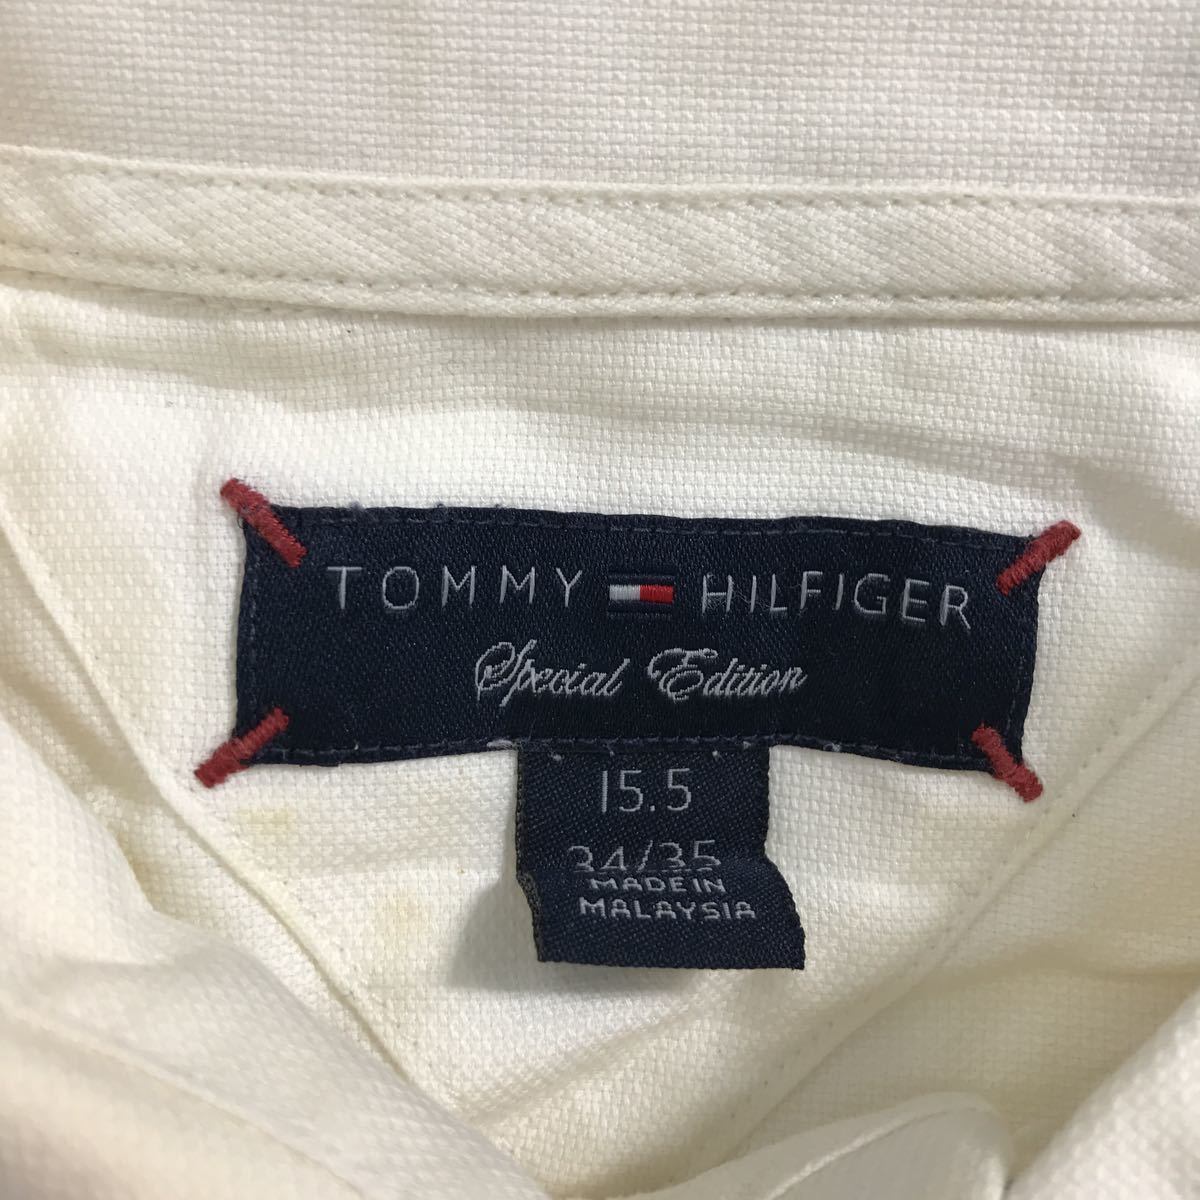 TOMMY HILFIGER
Special Edition
15.5
34/35
MADE IN
MALAYSIA